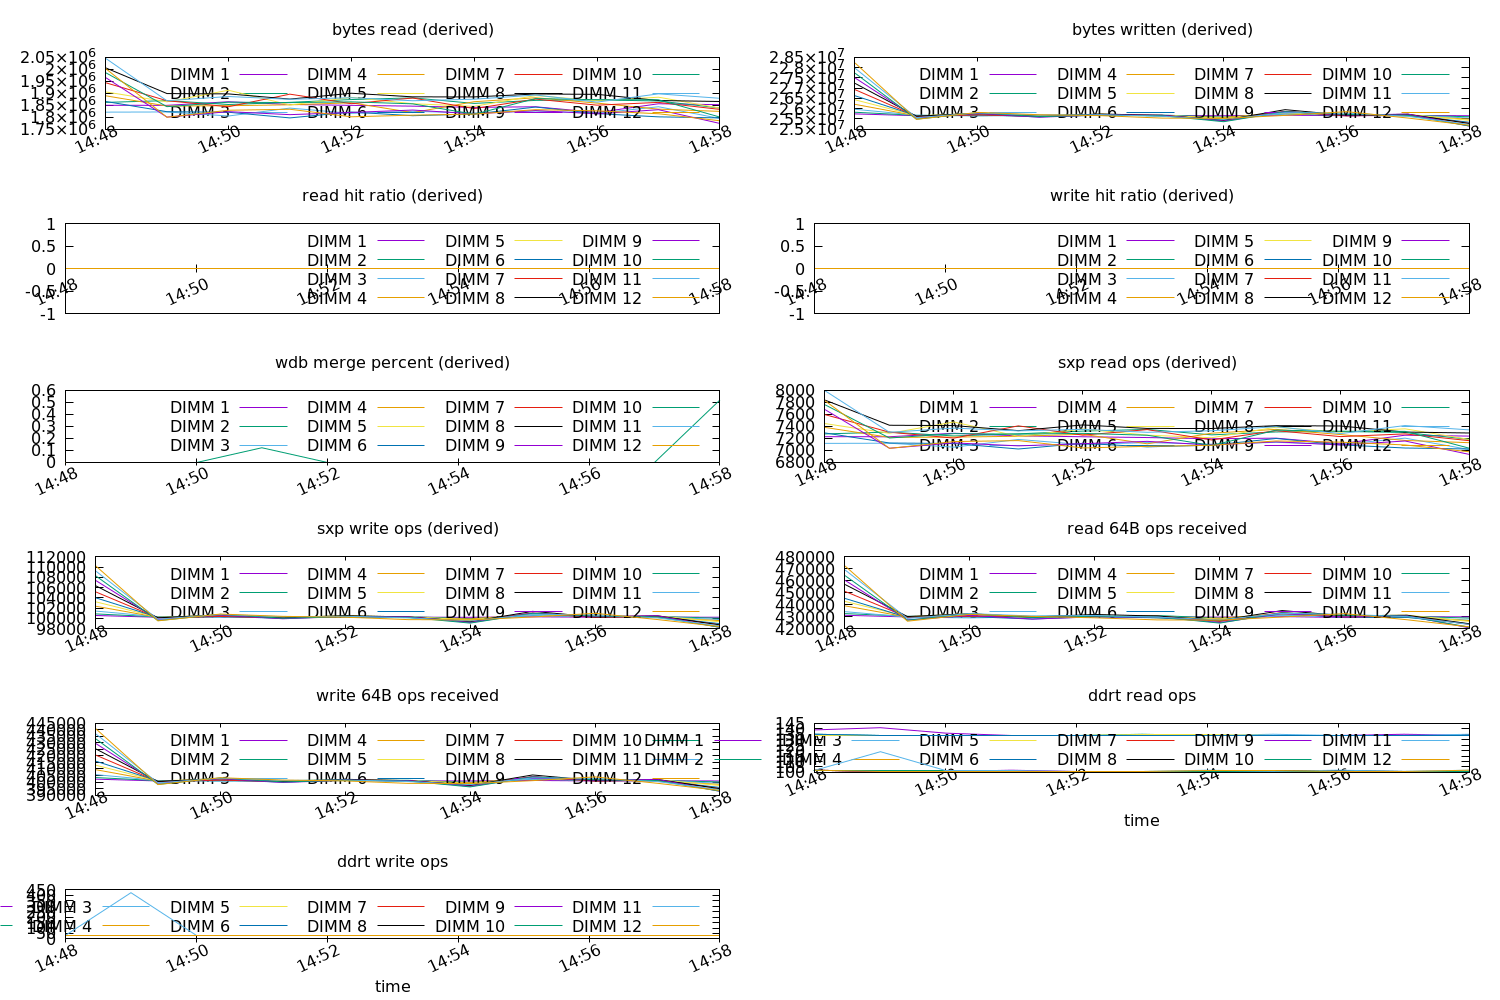 bytes read (derived)
2.05×10⁶
2×10⁶
1.95×10⁶
1.9×10⁶
1.85×10⁶
1.8×10⁶
1.75×10⁶
DIMM 1 DIMM 4 DIMM 7 DIMM 10
DIMM 2 DIMM 5 DIMM 8 DIMM 11
DIMM 3 DIMM 6 DIMM 9 DIMM 12
14:48 14:50 14:52 14:54 14:56 14:58
bytes written (derived)
2.85×10⁷
2.8×10⁷
2.75×10⁷
2.7×10⁷
2.65×10⁷
2.6×10⁷
2.55×10⁷
2.5×10⁷
DIMM 1 DIMM 4 DIMM 7 DIMM 10
DIMM 2 DIMM 5 DIMM 8 DIMM 11
DIMM 3 DIMM 6 DIMM 9 DIMM 12
14:48 14:50 14:52 14:54 14:56 14:58
read hit ratio (derived)
1
0.5
0
-0.5
-1
DIMM 1 DIMM 5 DIMM 9
DIMM 2 DIMM 6 DIMM 10
DIMM 3 DIMM 7 DIMM 11
DIMM 4 DIMM 8 DIMM 12
14:48 14:50 14:52 14:54 14:56 14:58
write hit ratio (derived)
1
0.5
0
-0.5
-1
DIMM 1 DIMM 5 DIMM 9
DIMM 2 DIMM 6 DIMM 10
DIMM 3 DIMM 7 DIMM 11
DIMM 4 DIMM 8 DIMM 12
14:48 14:50 14:52 14:54 14:56 14:58
wdb merge percent (derived)
0.6
0.5
0.4
0.3
0.2
0.1
0
DIMM 1 DIMM 4 DIMM 7 DIMM 10
DIMM 2 DIMM 5 DIMM 8 DIMM 11
DIMM 3 DIMM 6 DIMM 9 DIMM 12
14:48 14:50 14:52 14:54 14:56 14:58
sxp read ops (derived)
8000
7800
7600
7400
7200
7000
6800
DIMM 1 DIMM 4 DIMM 7 DIMM 10
DIMM 2 DIMM 5 DIMM 8 DIMM 11
DIMM 3 DIMM 6 DIMM 9 DIMM 12
14:48 14:50 14:52 14:54 14:56 14:58
sxp write ops (derived)
112000
110000
108000
106000
104000
102000
100000
98000
DIMM 1 DIMM 4 DIMM 7 DIMM 10
DIMM 2 DIMM 5 DIMM 8 DIMM 11
DIMM 3 DIMM 6 DIMM 9 DIMM 12
14:48 14:50 14:52 14:54 14:56 14:58
read 64B ops received
480000
470000
460000
450000
440000
430000
420000
DIMM 1 DIMM 4 DIMM 7 DIMM 10
DIMM 2 DIMM 5 DIMM 8 DIMM 11
DIMM 3 DIMM 6 DIMM 9 DIMM 12
14:48 14:50 14:52 14:54 14:56 14:58
write 64B ops received
445000
440000
435000
430000
425000
420000
415000
410000
405000
400000
395000
390000
DIMM 1 DIMM 4 DIMM 7 DIMM 10
DIMM 2 DIMM 5 DIMM 8 DIMM 11
DIMM 3 DIMM 6 DIMM 9 DIMM 12
14:48 14:50 14:52 14:54 14:56 14:58
ddrt read ops
145
100
DIMM 1 DIMM 3 DIMM 5 DIMM 7 DIMM 9 DIMM 11
DIMM 2 DIMM 4 DIMM 6 DIMM 8 DIMM 10 DIMM 12
14:48 14:50 14:52 14:54 14:56 14:58
time
ddrt write ops
450
400
50
0
DIMM 3 DIMM 5 DIMM 7 DIMM 9 DIMM 11
DIMM 4 DIMM 6 DIMM 8 DIMM 10 DIMM 12
14:48 14:50 14:52 14:54 14:56 14:58
time